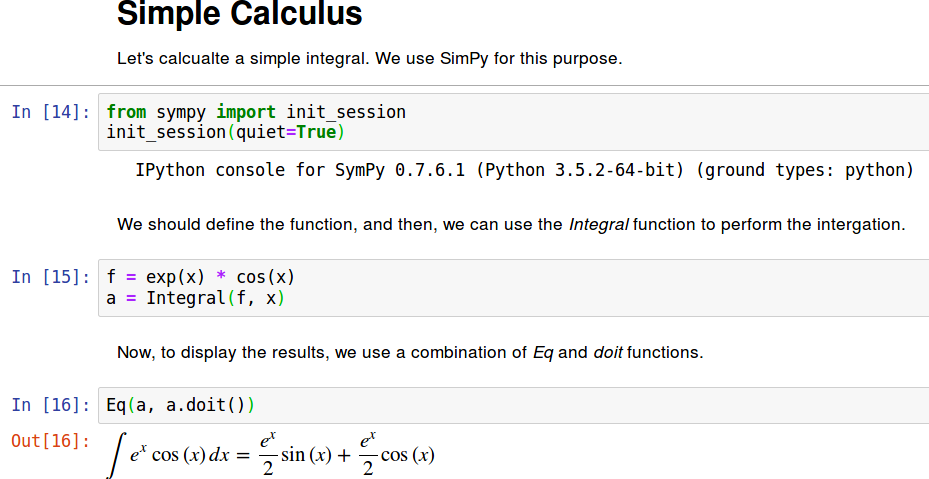 Simple Calculus
Let's calcualte a simple integral. We use SimPy for this purpose.
In [14]: from sympy import init_session
init_session(quiet=True)
IPython console for SymPy 0.7.6.1 (Python 3.5.2-64-bit) (ground types: python)
We should define the function, and then, we can use the Integral function to perform the intergation.
In [15]: f = exp(x) * cos(x)
a = Integral(f, x)
Now, to display the results, we use a combination of Eq and doit functions.
In [16]: Eq(a, a.doit())
Out[16]: ∫ e^x cos (x) dx = e^x/2 sin (x) + e^x/2 cos (x)